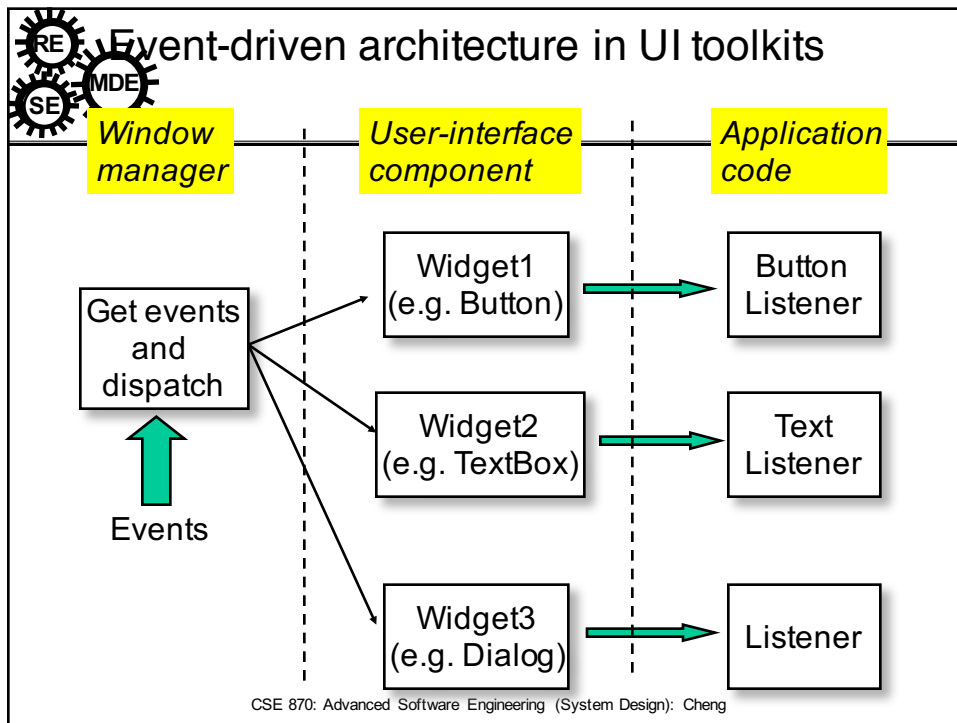 RE
MDE
SE
Event-driven architecture in UI toolkits
Window
manager
User-interface
component
Application
code
Get events
and
dispatch
Events
Widget1
(e.g. Button)
Button
Listener
Widget2
(e.g. TextBox)
Text
Listener
Widget3
(e.g. Dialog)
Listener
CSE 870: Advanced Software Engineering (System Design): Cheng